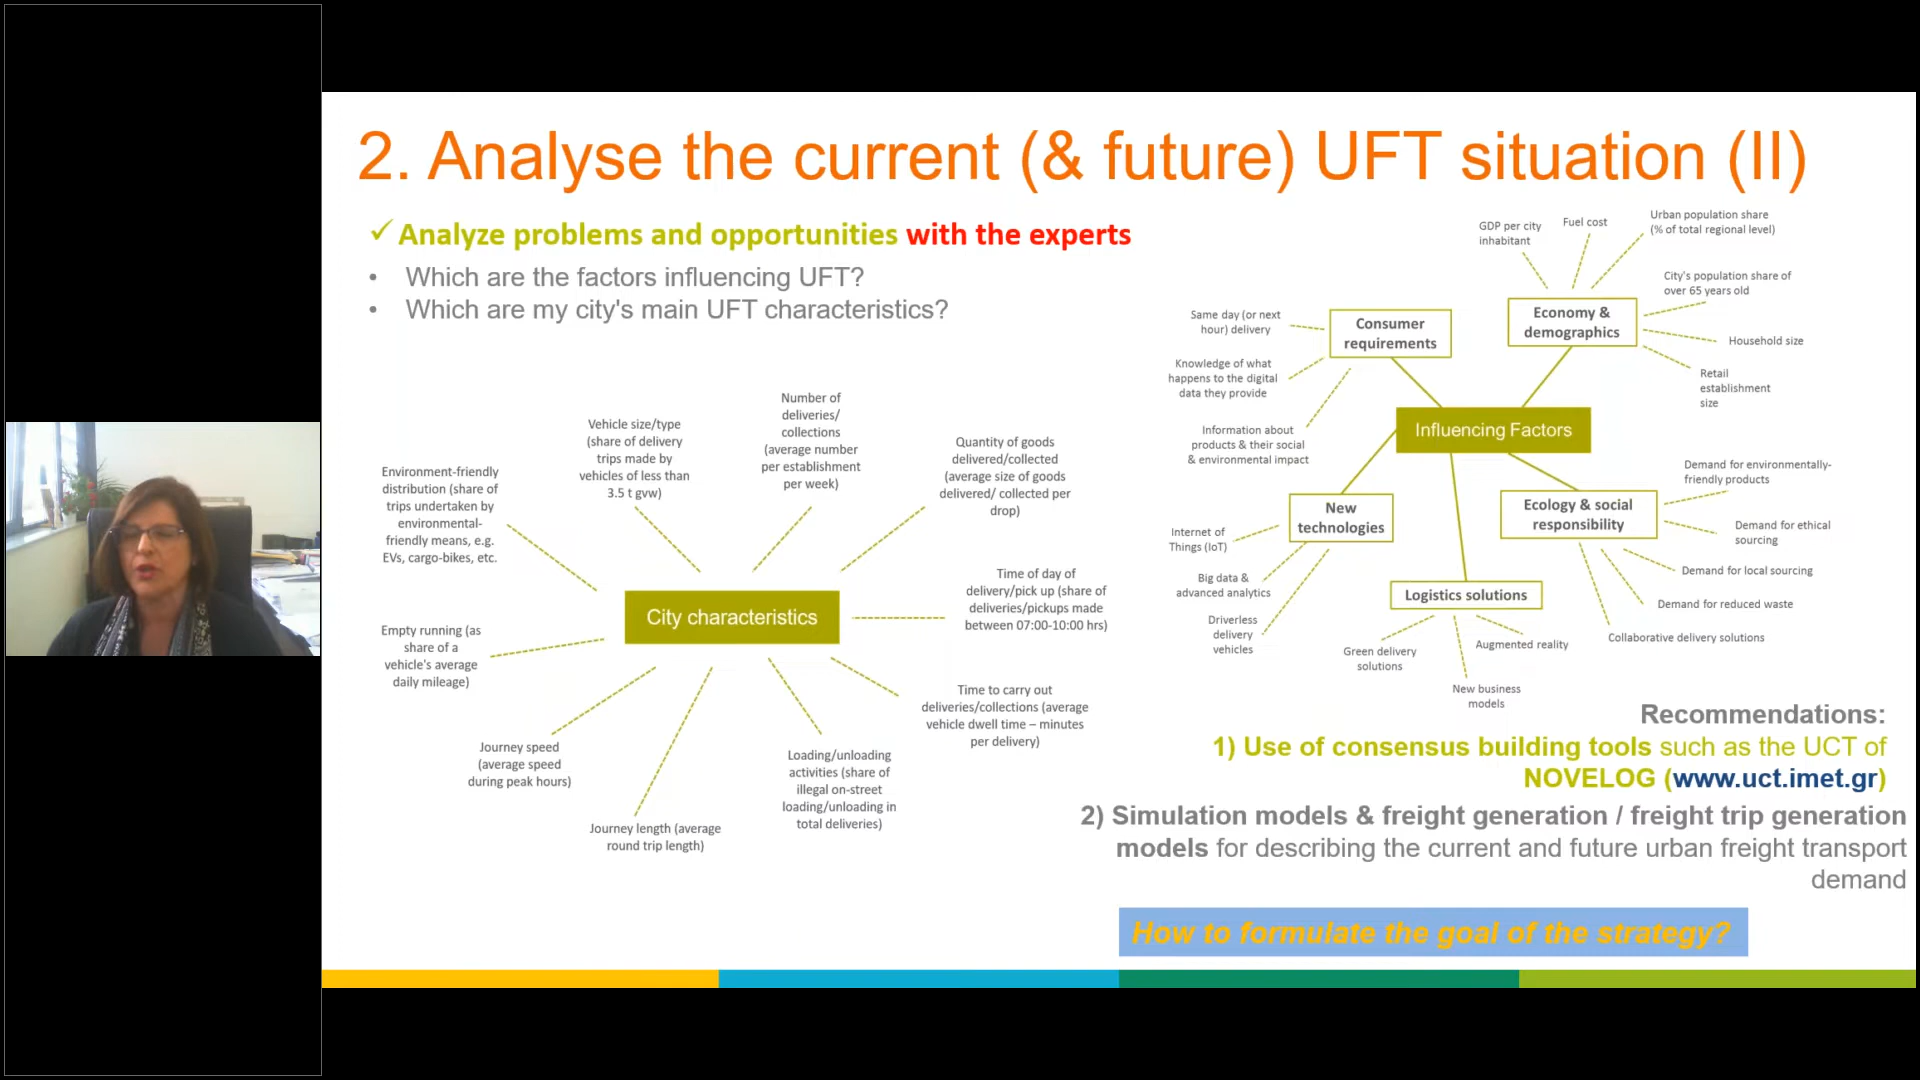 2. Analyse the current (& future) UFT situation (II)
✓ Analyze problems and opportunities with the experts
• Which are the factors influencing UFT?
• Which are my city's main UFT characteristics?
Number of
deliveries/
collections
(average number
per establishment
per week)
Vehicle size/type
(share of delivery
trips made by
vehicles of less than
3.5 t gvw)
Quantity of goods
delivered/collected
(average size of goods
delivered/ collected per
drop)
Environment-friendly
distribution (share of
trips undertaken by
environmental-
friendly means, e.g.
EVs, cargo-bikes, etc.
City characteristics
Time of day of
delivery/pick up (share of
deliveries/pickups made
between 07:00-10:00 hrs)
Empty running (as
share of a
vehicle's average
daily mileage)
Time to carry out
deliveries/collections (average
vehicle dwell time – minutes
per delivery)
Journey speed
(average speed
during peak hours)
Loading/unloading
activities (share of
illegal on-street
loading/unloading in
total deliveries)
Journey length (average
round trip length)
GDP per city
inhabitant
Fuel cost
Urban population share
(% of total regional level)
City's population share of
over 65 years old
Economy &
demographics
Household size
Retail
establishment
size
Same day (or next
hour) delivery
Consumer
requirements
Knowledge of what
happens to the digital
data they provide
Information about
products & their social
& environmental impact
Influencing Factors
Demand for environmentally-
friendly products
Ecology & social
responsibility
Demand for ethical
sourcing
Demand for local sourcing
Demand for reduced waste
Collaborative delivery solutions
New
technologies
Internet of
Things (IoT)
Big data &
advanced analytics
Driverless
delivery
vehicles
Logistics solutions
Green delivery
solutions
Augmented reality
New business
models
Recommendations:
1) Use of consensus building tools such as the UCT of
NOVELOG (www.uct.imet.gr)
2) Simulation models & freight generation / freight trip generation
models for describing the current and future urban freight transport
demand
How to formulate the goal of the strategy?